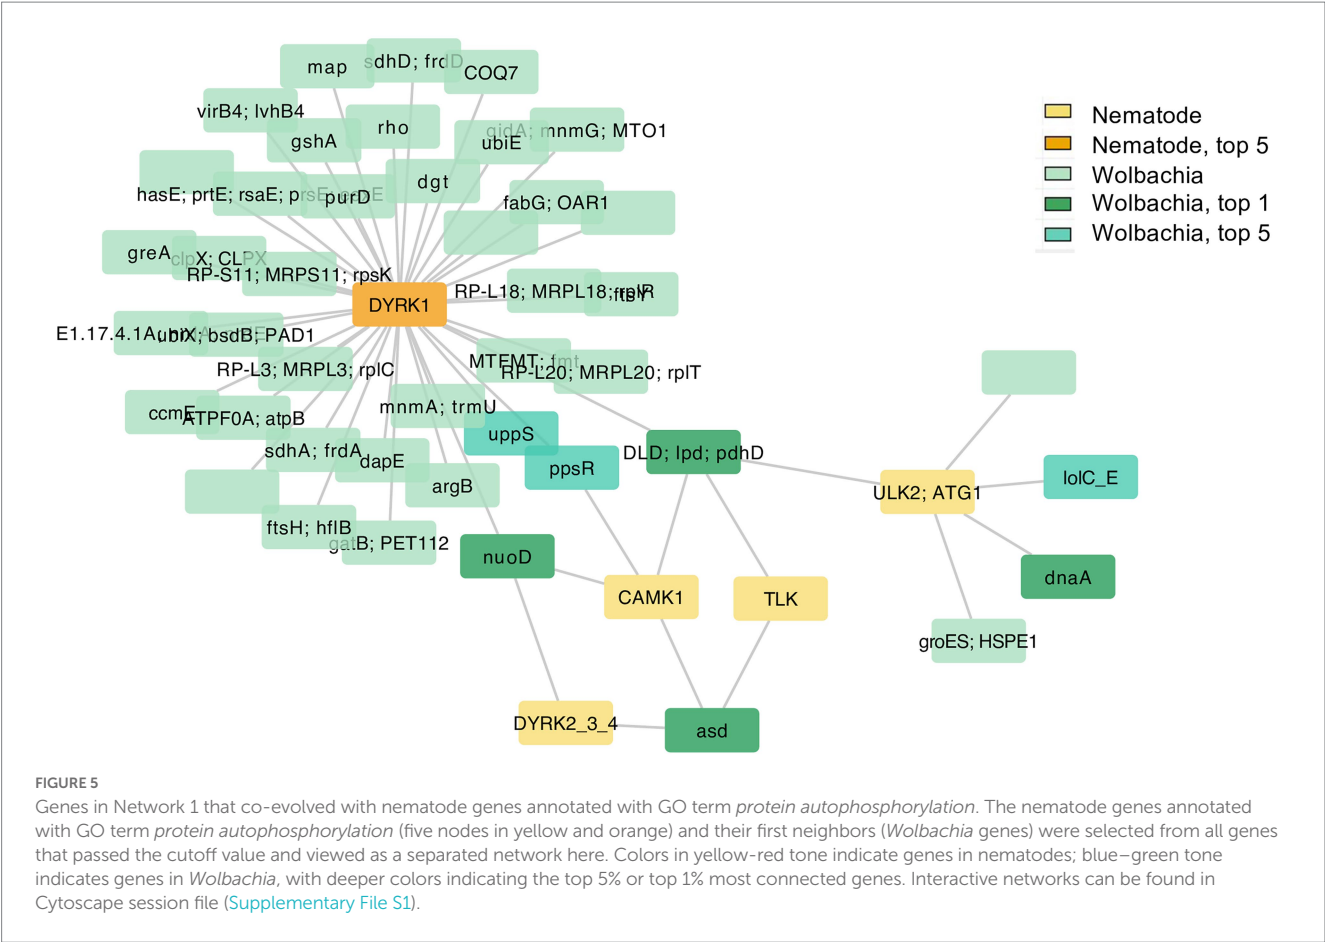 map
sdhD; frdD
COQ7
virB4; lvhB4
gshA
rho
gidA; mnmG; MTO1
ubiE
dgt
hasE; prtE; rsaE; prsE;
purD
fabG; OAR1
greA
clpX; CLPX
RP-S11; MRPS11; rpsK
DYRK1
RP-L18; MRPL18; rplR
ftsY
E1.17.4.1A;
ubiX; bsdB; PAD1
RP-L3; MRPL3; rplC
MTFMT; fmt
RP-L20; MRPL20; rplT
ccmE
ATPF0A; atpB
mnmA; trmU
uppS
sdhA; frdA
dapE
ppsR
DLD; lpd; pdhD
argB
ULK2; ATG1
lolC_E
ftsH; hflB
gatB; PET112
nuoD
dnaA
CAMK1
TLK
groES; HSPE1
DYRK2_3_4
asd
Nematode
Nematode, top 5
Wolbachia
Wolbachia, top 1
Wolbachia, top 5
FIGURE 5
Genes in Network 1 that co-evolved with nematode genes annotated with GO term protein autophosphorylation. The nematode genes annotated
with GO term protein autophosphorylation (five nodes in yellow and orange) and their first neighbors (Wolbachia genes) were selected from all genes
that passed the cutoff value and viewed as a separated network here. Colors in yellow-red tone indicate genes in nematodes; blue–green tone
indicates genes in Wolbachia, with deeper colors indicating the top 5% or top 1% most connected genes. Interactive networks can be found in
Cytoscape session file (Supplementary File S1).